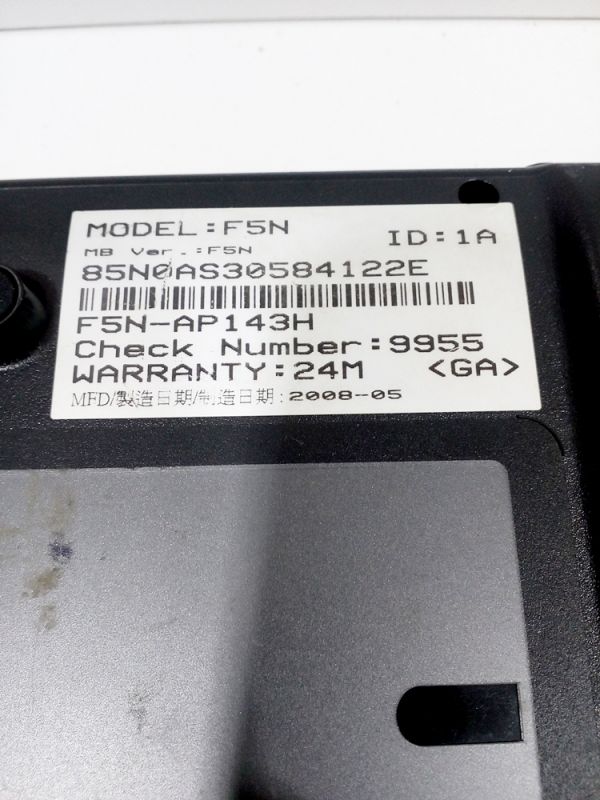 MODEL:F5N
ID:1A
MB Ver.:F5N
85N0AS30584122E
F5N-AP143H
Check Number:9955
WARRANTY:24M <GA>
MFD/製造日期/制造日期:2008-05